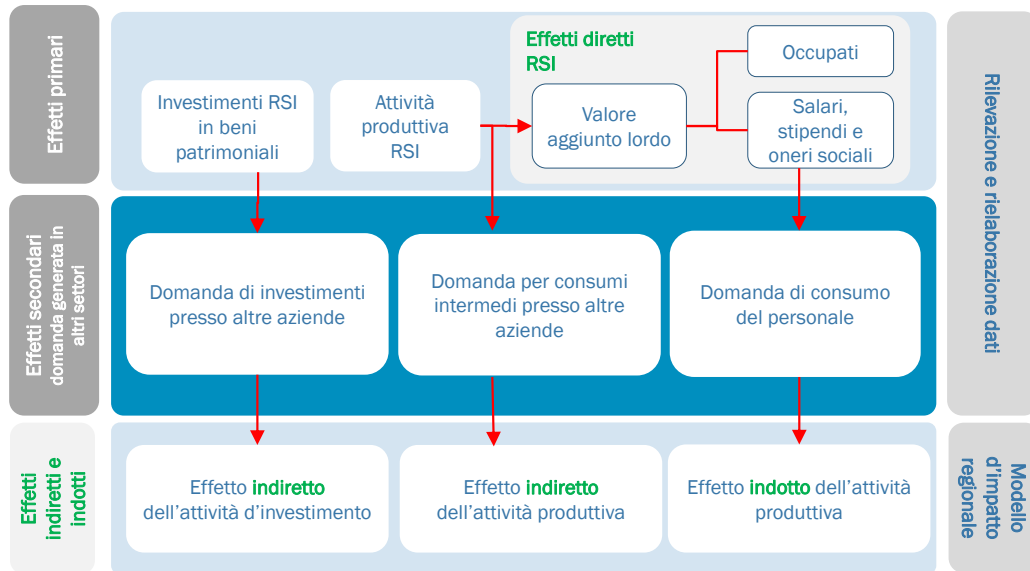 Effetti primari
Effetti diretti
RSI
Investimenti RSI
in beni
patrimoniali
Attività
produttiva
RSI
Valore
aggiunto lordo
Occupati
Salari,
stipendi e
oneri sociali
Effetti secondari
domanda generata in
altri settori
Domanda di investimenti
presso altre aziende
Domanda per consumi
intermedi presso altre
aziende
Domanda di consumo
del personale
Rilevazione e rielaborazione dati
Effetti
indiretti e
indotti
Effetto indiretto
dell'attività d'investimento
Effetto indiretto
dell'attività produttiva
Effetto indotto dell'attività
produttiva
Modello
d'impatto
regionale